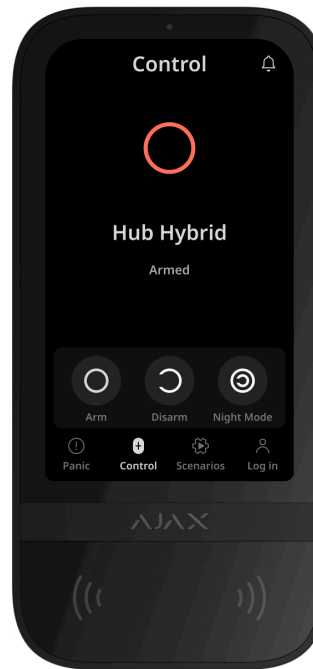 Control
Hub Hybrid
Armed
Arm Disarm Night Mode
Panic Control Scenarios Log in
AJAX